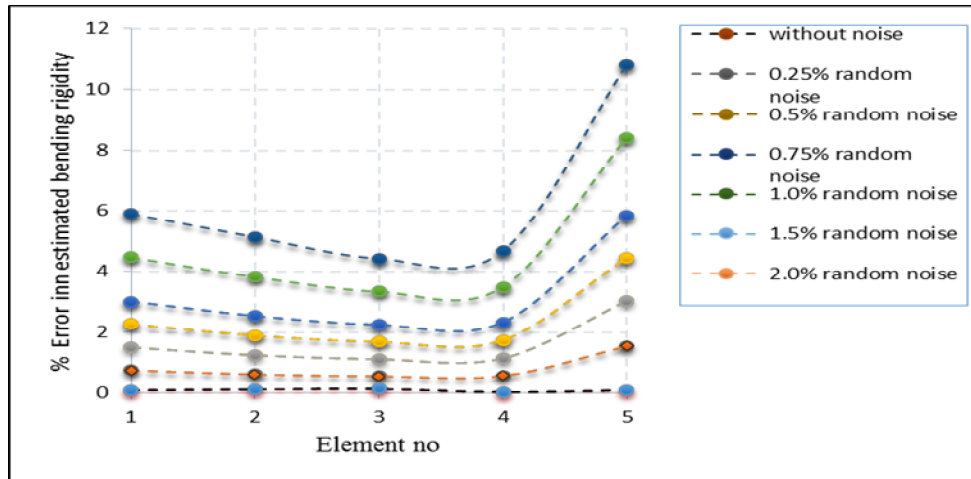 % Error inn estimated bending rigidity
12
10
8
6
4
2
0
1 2 3 4 5
Element no
without noise
0.25% random
noise
0.5% random noise
0.75% random
noise
1.0% random noise
1.5% random noise
2.0% random noise